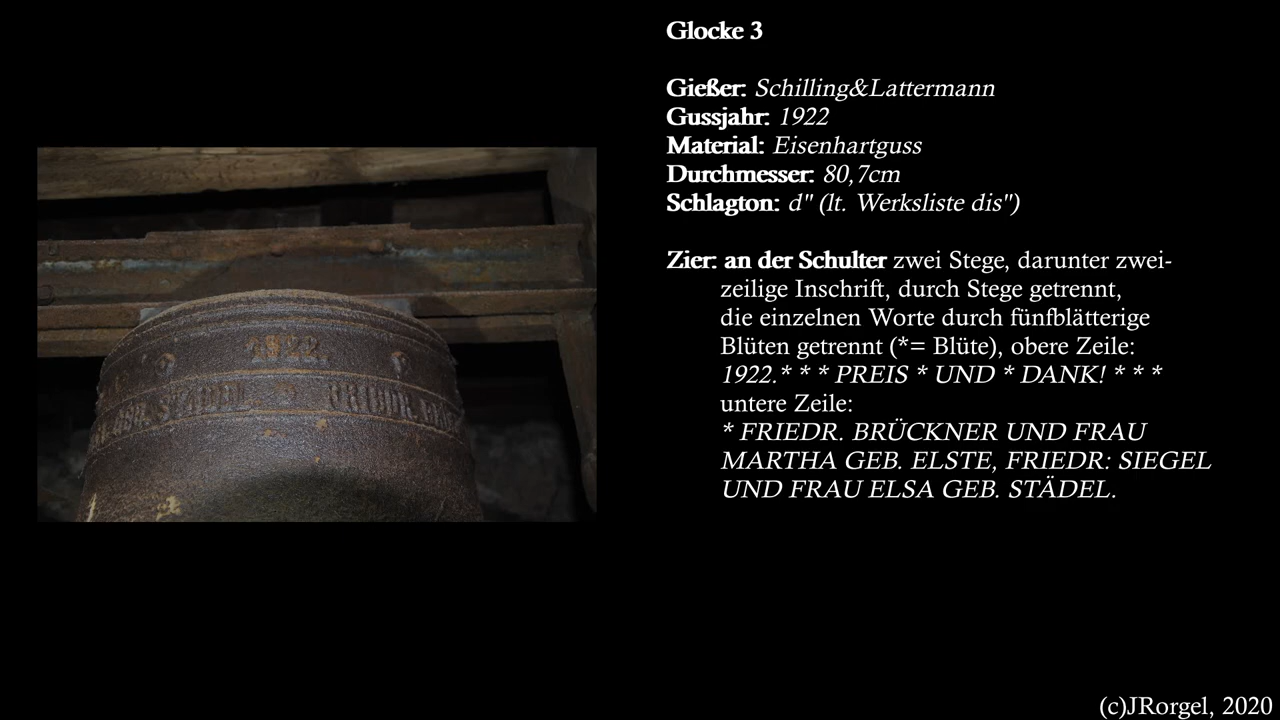 Glocke 3
Gießer: Schilling&Lattermann
Gussjahr: 1922
Material: Eisenhartguss
Durchmesser: 80,7cm
Schlagton: d" (lt. Werksliste dis")
Zier: an der Schulter zwei Stege, darunter zwei-
zeilige Inschrift, durch Stege getrennt,
die einzelnen Worte durch fünfblätterige
Blüten getrennt (*= Blüte), obere Zeile:
1922.* * * PREIS * UND * DANK! * * *
untere Zeile:
* FRIEDR. BRÜCKNER UND FRAU
MARTHA GEB. ELSTE, FRIEDR: SIEGEL
UND FRAU ELSA GEB. STÄDEL.
1922.
GEB. STÄDEL. FRIEDR.
(c)JRorgel, 2020